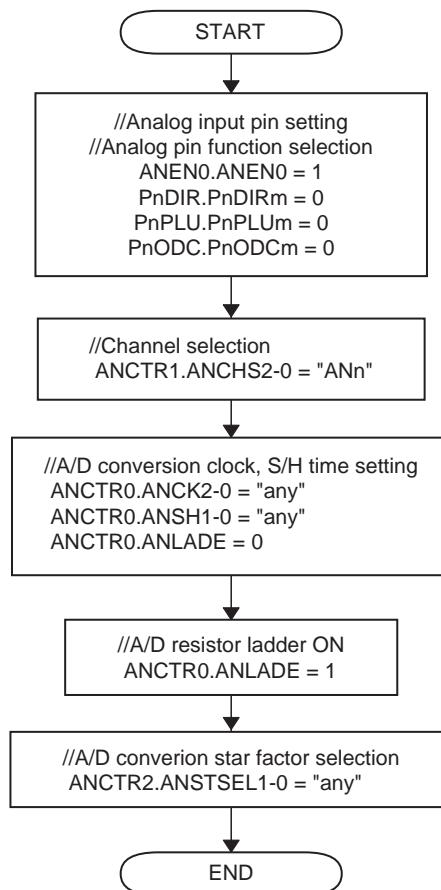 START
//Analog input pin setting
//Analog pin function selection
ANEN0.ANEN0 = 1
PnDIR.PnDIRm = 0
PnPLU.PnPLUm = 0
PnODC.PnODCm = 0
//Channel selection
ANCTR1.ANCHS2-0 = "ANn"
//A/D conversion clock, S/H time setting
ANCTR0.ANCK2-0 = "any"
ANCTR0.ANSH1-0 = "any"
ANCTR0.ANLADE = 0
//A/D resistor ladder ON
ANCTR0.ANLADE = 1
//A/D converion star factor selection
ANCTR2.ANSTSEL1-0 = "any"
END